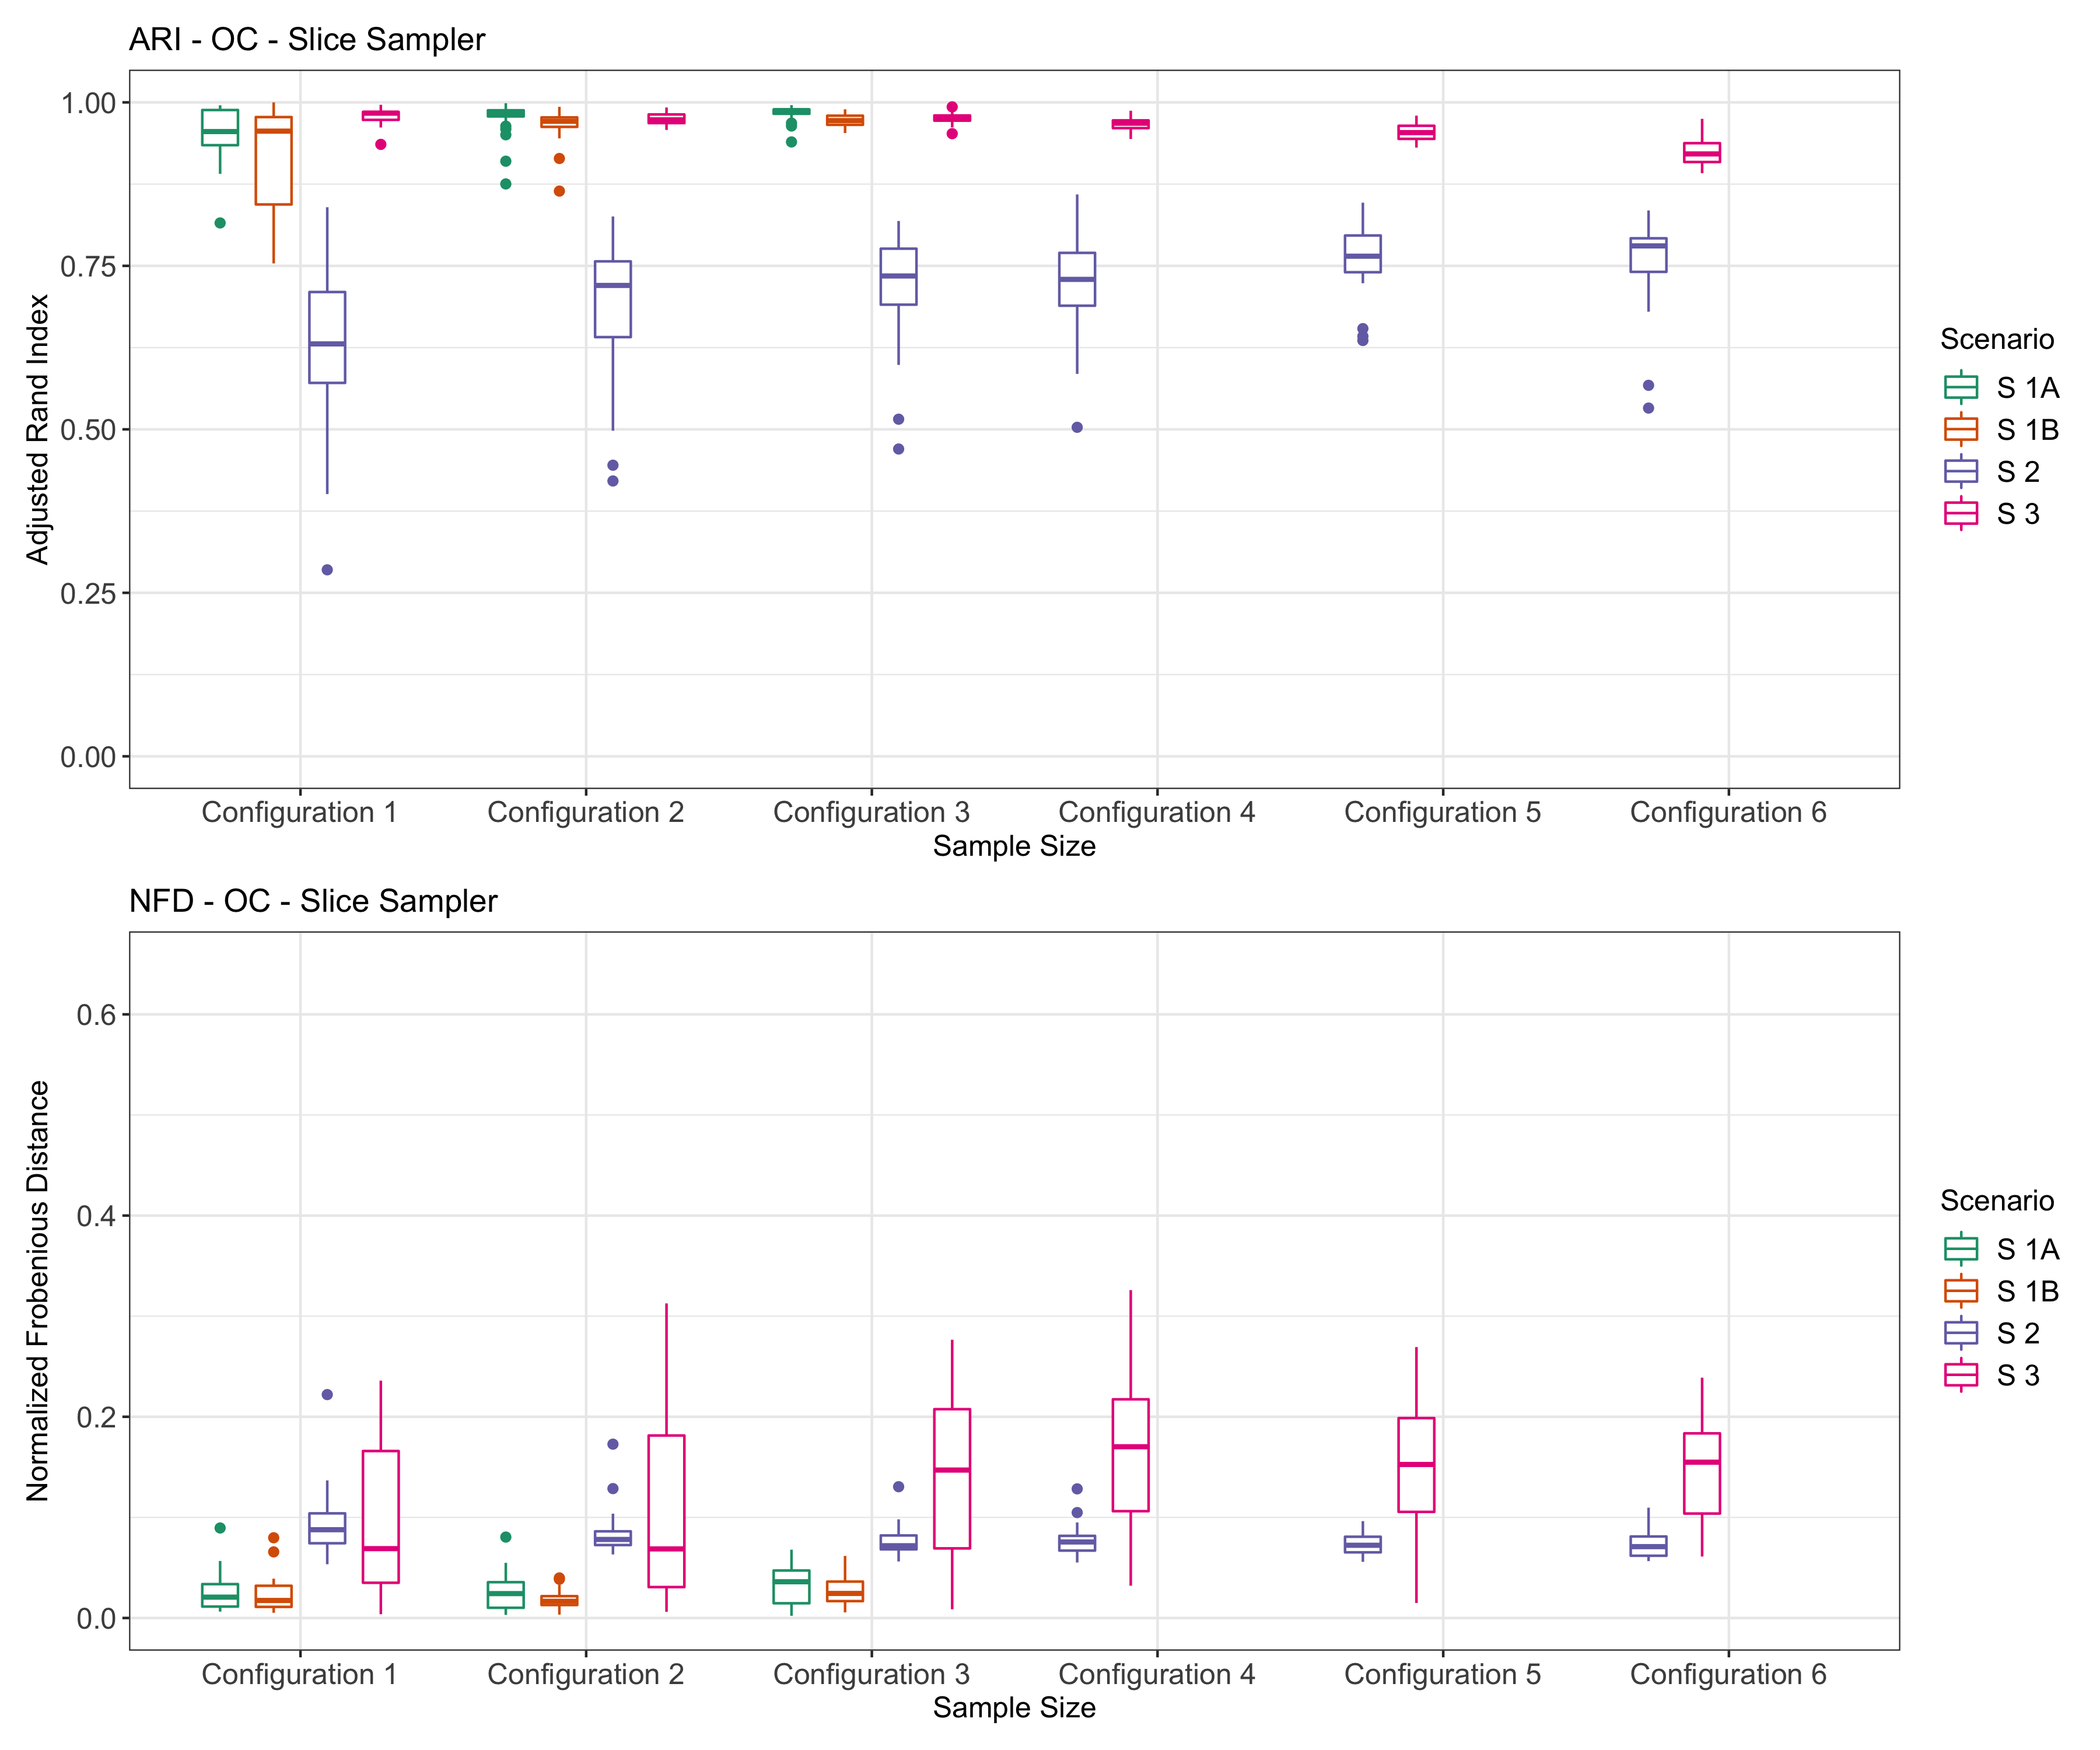 ARI - OC - Slice Sampler
Adjusted Rand Index
1.00
0.75
0.50
0.25
0.00
Configuration 1 Configuration 2 Configuration 3 Configuration 4 Configuration 5 Configuration 6
Sample Size
Scenario
S 1A
S 1B
S 2
S 3
NFD - OC - Slice Sampler
Normalized Frobenious Distance
0.6
0.4
0.2
0.0
Configuration 1 Configuration 2 Configuration 3 Configuration 4 Configuration 5 Configuration 6
Sample Size
Scenario
S 1A
S 1B
S 2
S 3